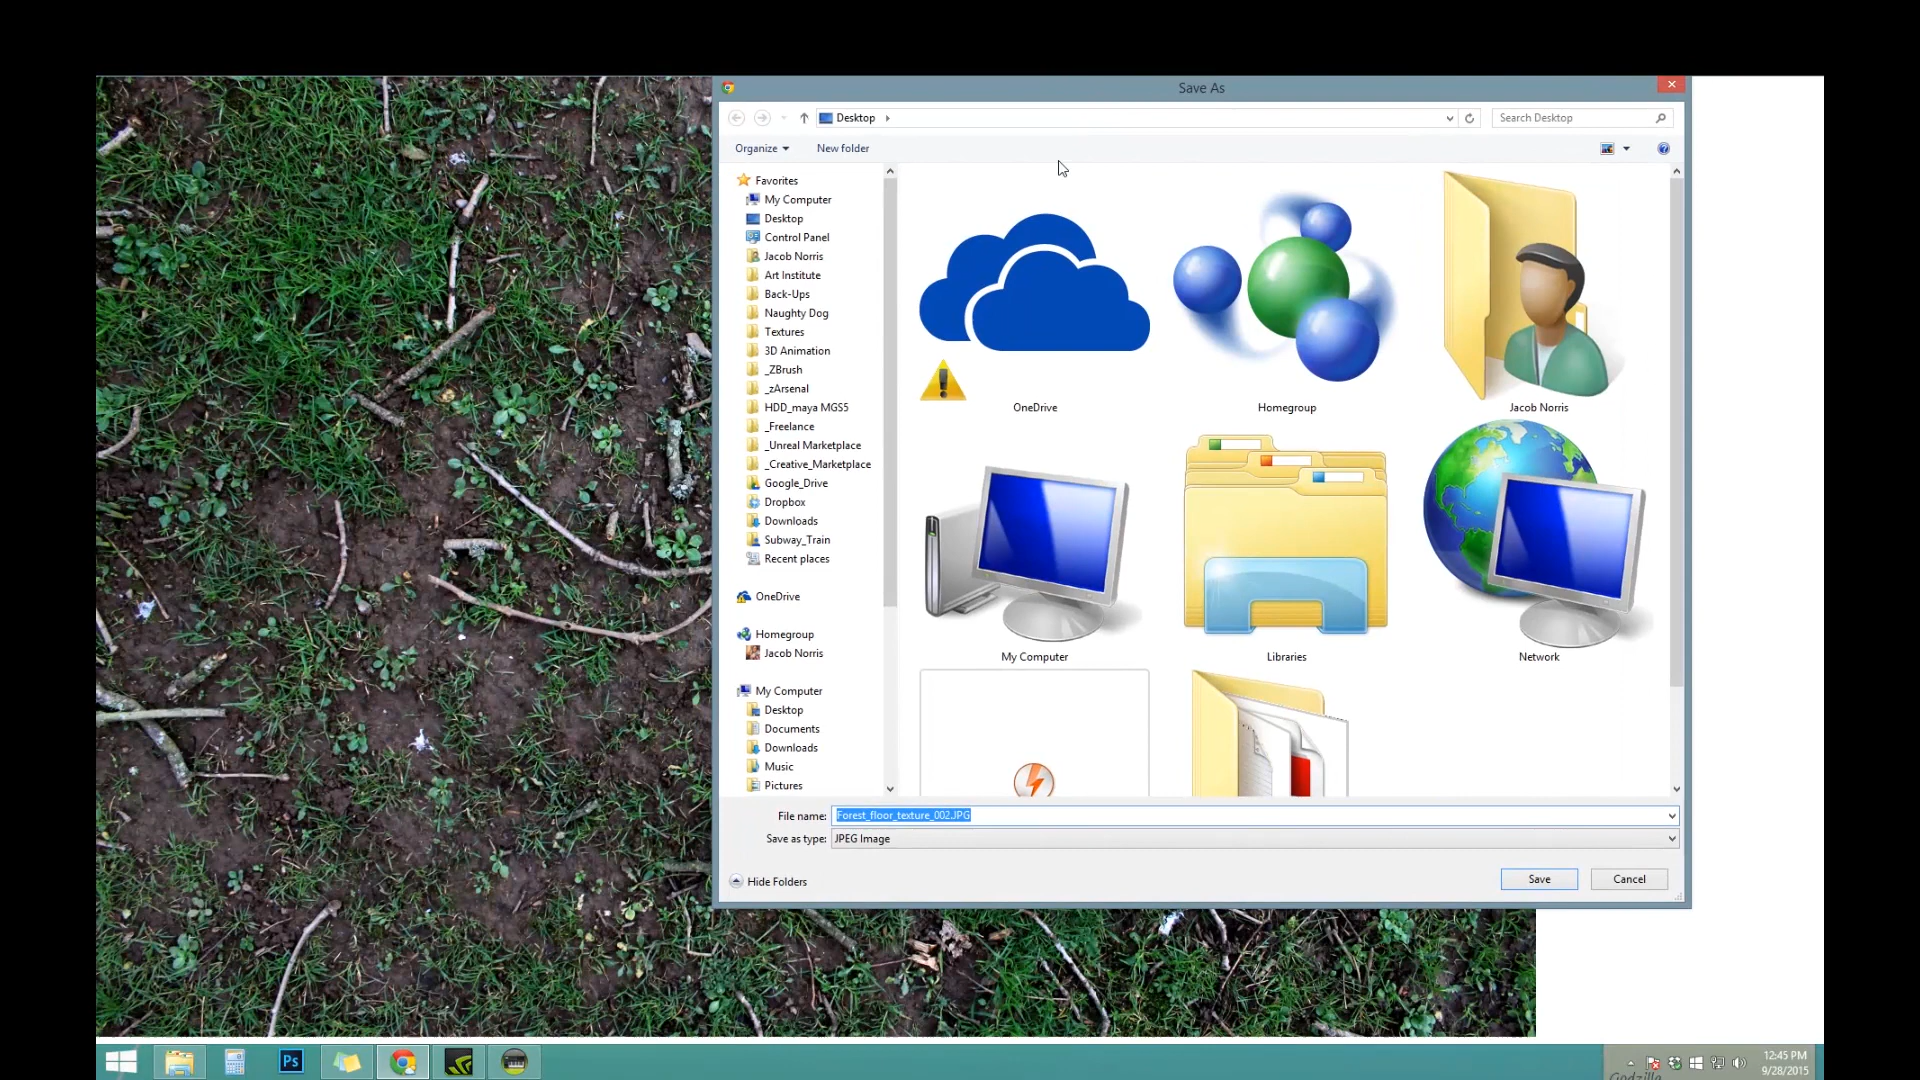 Save As
Desktop
Search Desktop
Organize
New folder
Favorites
My Computer
Desktop
Control Panel
Jacob Norris
Art Institute
Back-Ups
Naughty Dog
Textures
3D Animation
_ZBrush
_zArsenal
HDD_maya MGS5
_Freelance
_Unreal Marketplace
_Creative_Marketplace
Google_Drive
Dropbox
Downloads
Subway_Train
Recent places
OneDrive
Homegroup
Jacob Norris
My Computer
Desktop
Documents
Downloads
Music
Pictures
OneDrive
Homegroup
Jacob Norris
My Computer
Libraries
Network
File name: Forest_floor_texture_002.JPG
Save as type: JPEG Image
Hide Folders
Save
Cancel
Ps
12:45 PM
9/28/2015
Godzilla